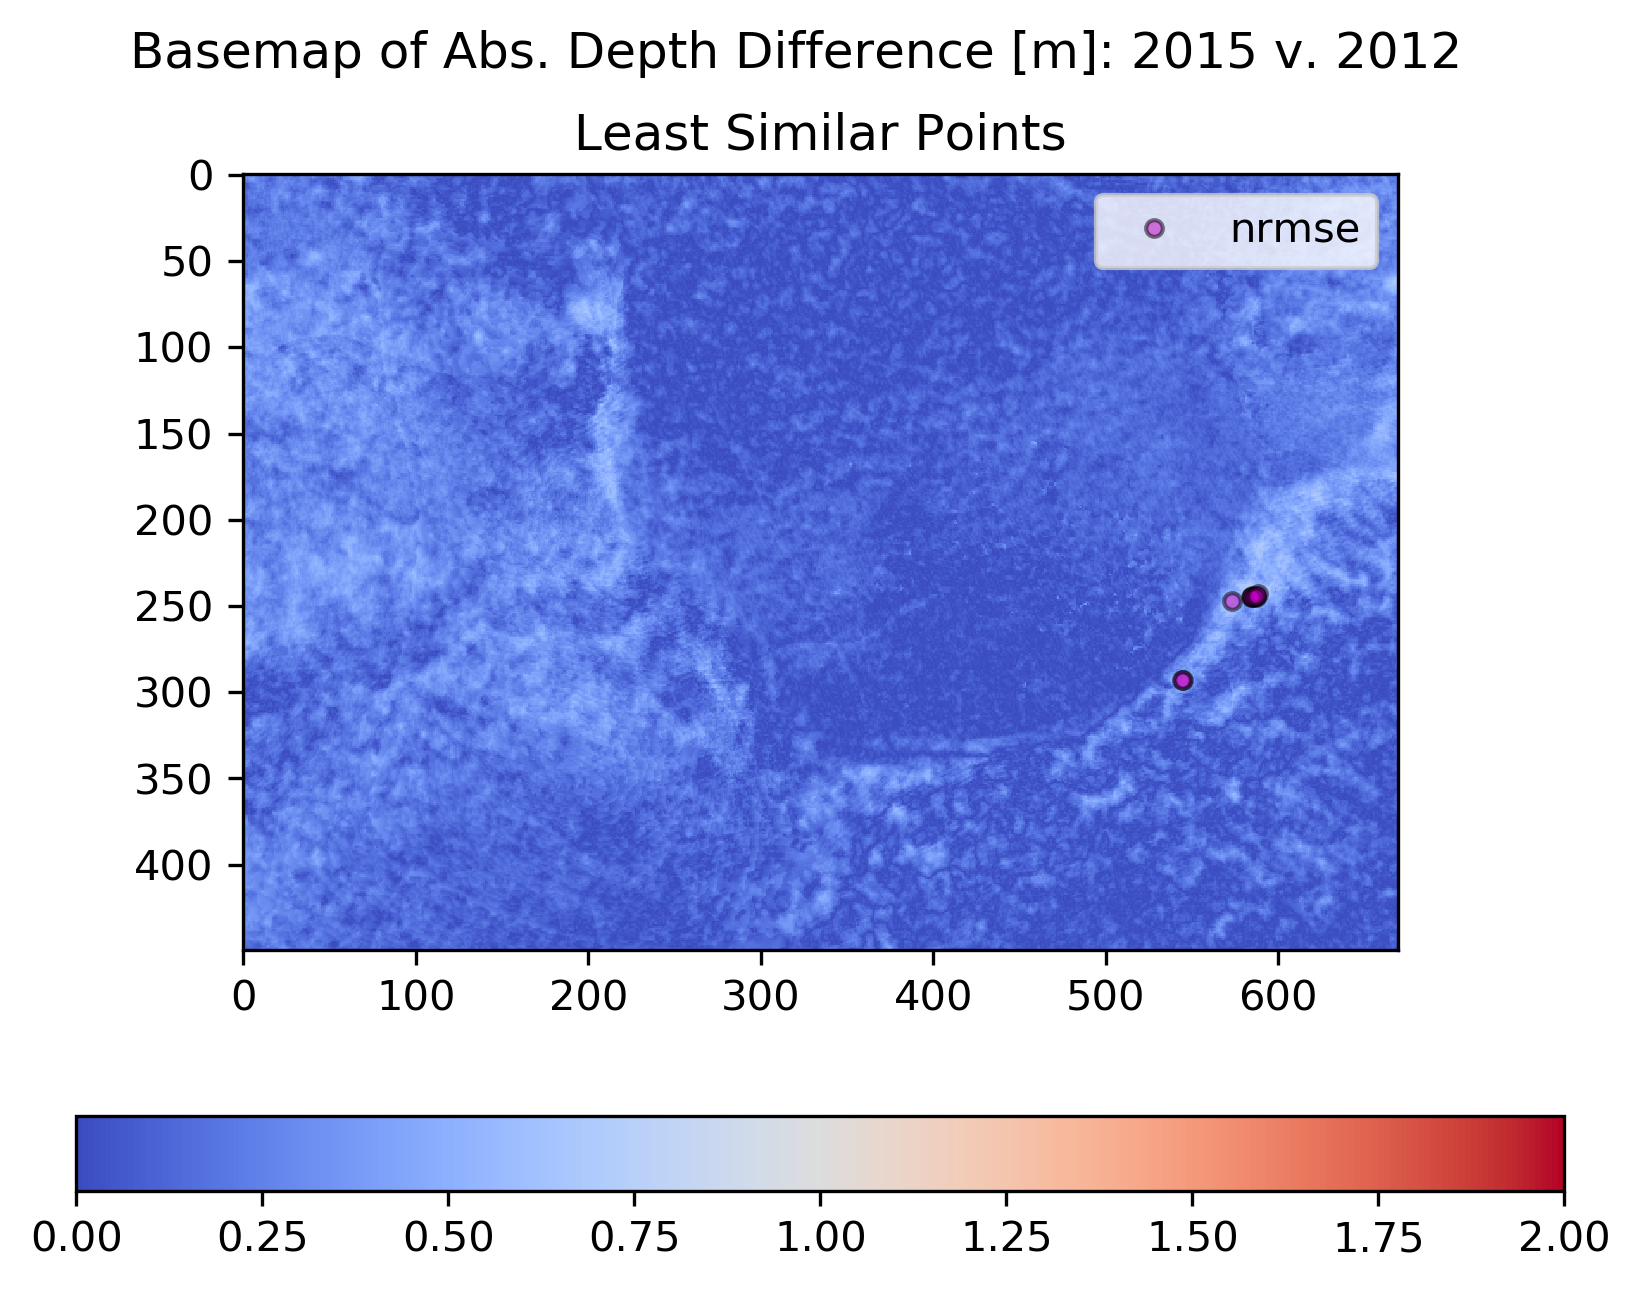 Basemap of Abs. Depth Difference [m]: 2015 v. 2012
Least Similar Points
nrmse
0
50
100
150
200
250
300
350
400
0 100 200 300 400 500 600
0.00 0.25 0.50 0.75 1.00 1.25 1.50 1.75 2.00